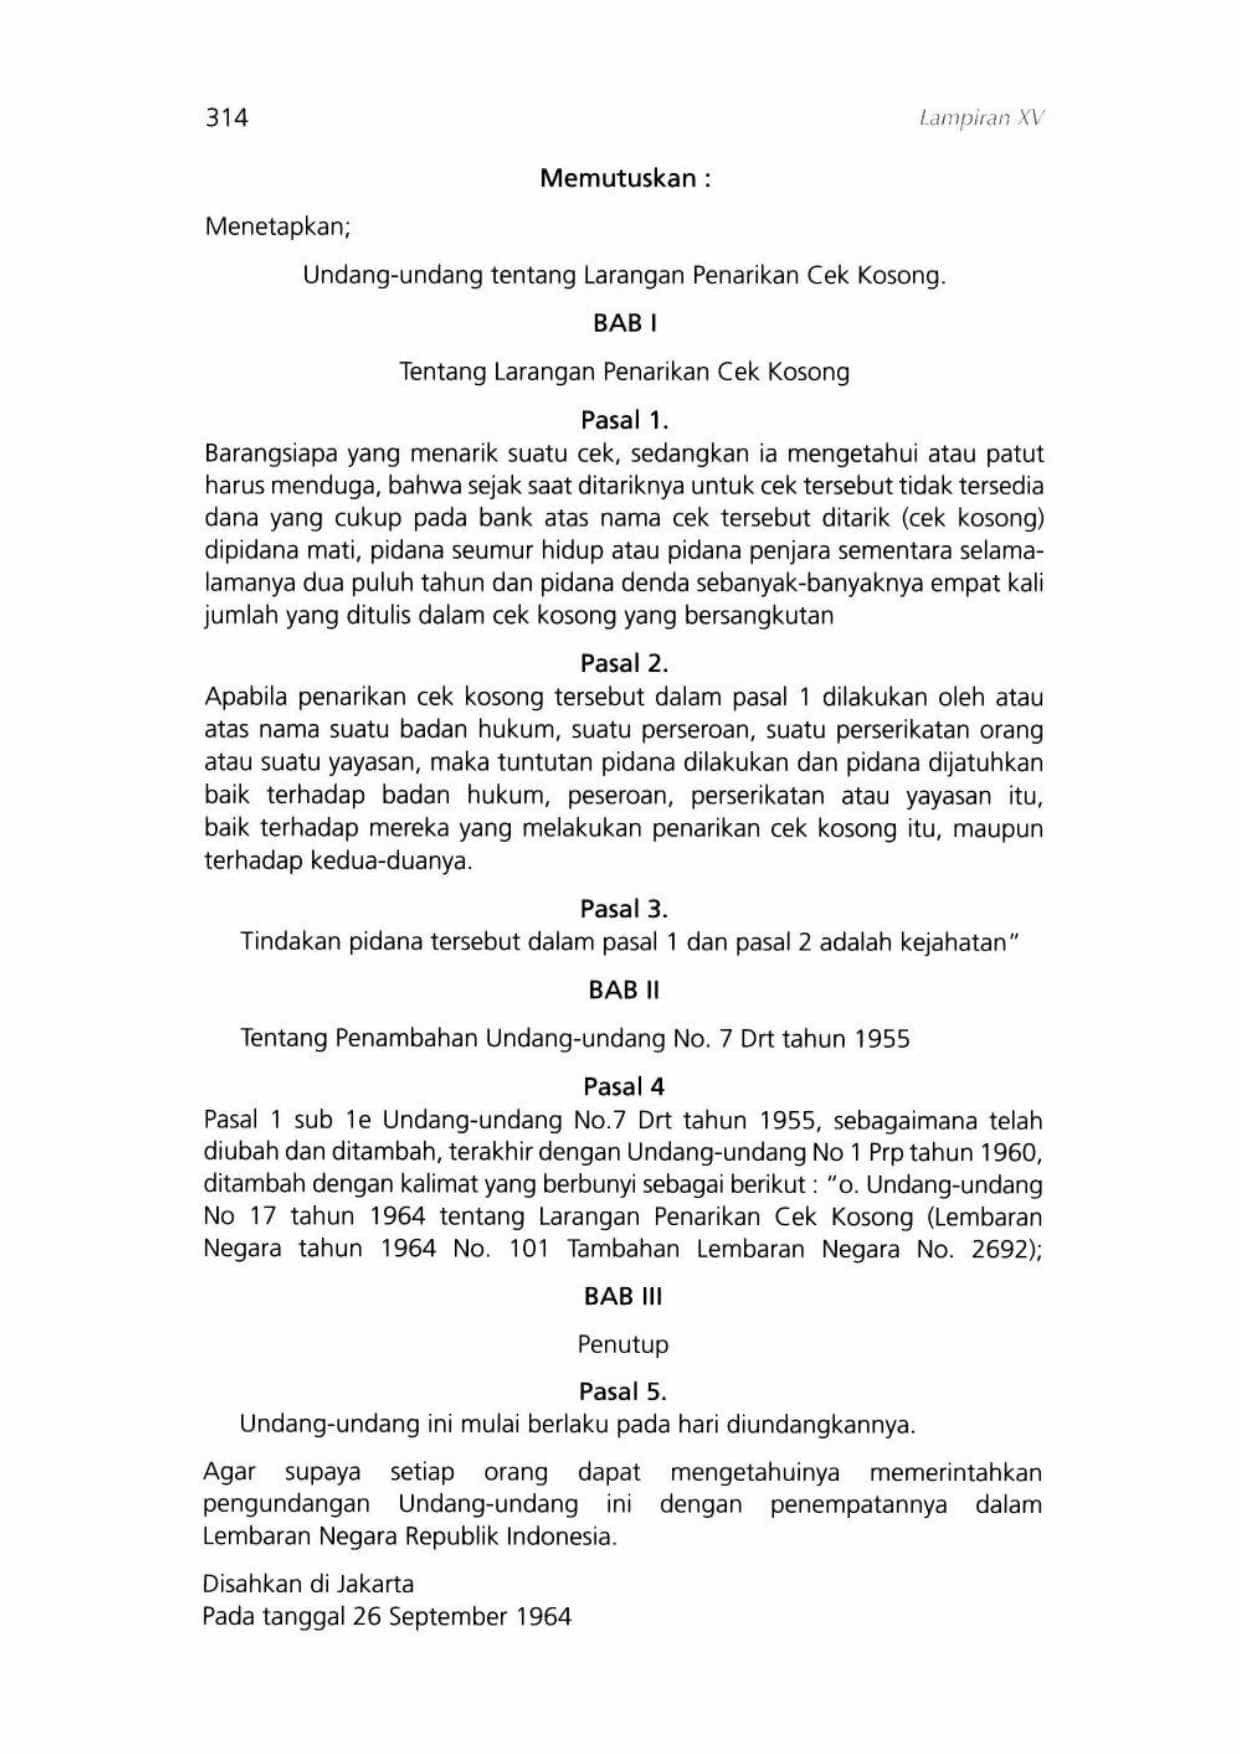 314
Lampiran XV
Memutuskan :
Menetapkan;
Undang-undang tentang Larangan Penarikan Cek Kosong.
BAB I
Tentang Larangan Penarikan Cek Kosong
Pasal 1.
Barangsiapa yang menarik suatu cek, sedangkan ia mengetahui atau patut
harus menduga, bahwa sejak saat ditariknya untuk cek tersebut tidak tersedia
dana yang cukup pada bank atas nama cek tersebut ditarik (cek kosong)
dipidana mati, pidana seumur hidup atau pidana penjara sementara selama-
lamanya dua puluh tahun dan pidana denda sebanyak-banyaknya empat kali
jumlah yang ditulis dalam cek kosong yang bersangkutan
Pasal 2.
Apabila penarikan cek kosong tersebut dalam pasal 1 dilakukan oleh atau
atas nama suatu badan hukum, suatu perseroan, suatu perserikatan orang
atau suatu yayasan, maka tuntutan pidana dilakukan dan pidana dijatuhkan
baik terhadap badan hukum, peseroan, perserikatan atau yayasan itu,
baik terhadap mereka yang melakukan penarikan cek kosong itu, maupun
terhadap kedua-duanya.
Pasal 3.
Tindakan pidana tersebut dalam pasal 1 dan pasal 2 adalah kejahatan"
BAB II
Tentang Penambahan Undang-undang No. 7 Drt tahun 1955
Pasal 4
Pasal 1 sub 1e Undang-undang No.7 Drt tahun 1955, sebagaimana telah
diubah dan ditambah, terakhir dengan Undang-undang No 1 Prp tahun 1960,
ditambah dengan kalimat yang berbunyi sebagai berikut : "o. Undang-undang
No 17 tahun 1964 tentang Larangan Penarikan Cek Kosong (Lembaran
Negara tahun 1964 No. 101 Tambahan Lembaran Negara No. 2692);
BAB III
Penutup
Pasal 5.
Undang-undang ini mulai berlaku pada hari diundangkannya.
Agar supaya setiap orang dapat mengetahuinya memerintahkan
pengundangan Undang-undang ini dengan penempatannya dalam
Lembaran Negara Republik Indonesia.
Disahkan di Jakarta
Pada tanggal 26 September 1964